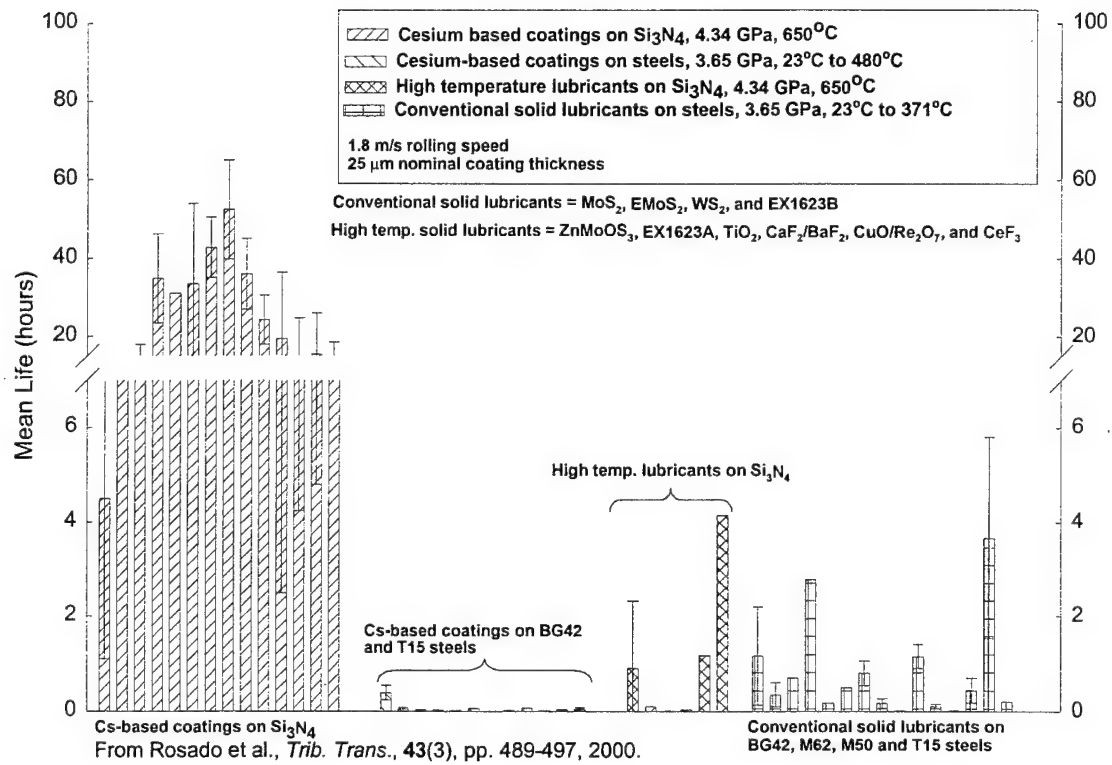 100
80
60
40
20
6
4
2
0
Mean Life (hours)
Cesium based coatings on Si₃N₄, 4.34 GPa, 650°C
Cesium-based coatings on steels, 3.65 GPa, 23°C to 480°C
High temperature lubricants on Si₃N₄, 4.34 GPa, 650°C
Conventional solid lubricants on steels, 3.65 GPa, 23°C to 371°C
1.8 m/s rolling speed
25 μm nominal coating thickness
Conventional solid lubricants = MoS₂, EMoS₂, WS₂, and EX1623B
High temp. solid lubricants = ZnMoOS₃, EX1623A, TiO₂, CaF₂/BaF₂, CuO/Re₂O₇, and CeF₃
100
80
60
40
20
6
4
2
0
High temp. lubricants on Si₃N₄
Cs-based coatings on BG42
and T15 steels
Cs-based coatings on Si₃N₄
Conventional solid lubricants on
BG42, M62, M50 and T15 steels
From Rosado et al., Trib. Trans., 43(3), pp. 489-497, 2000.